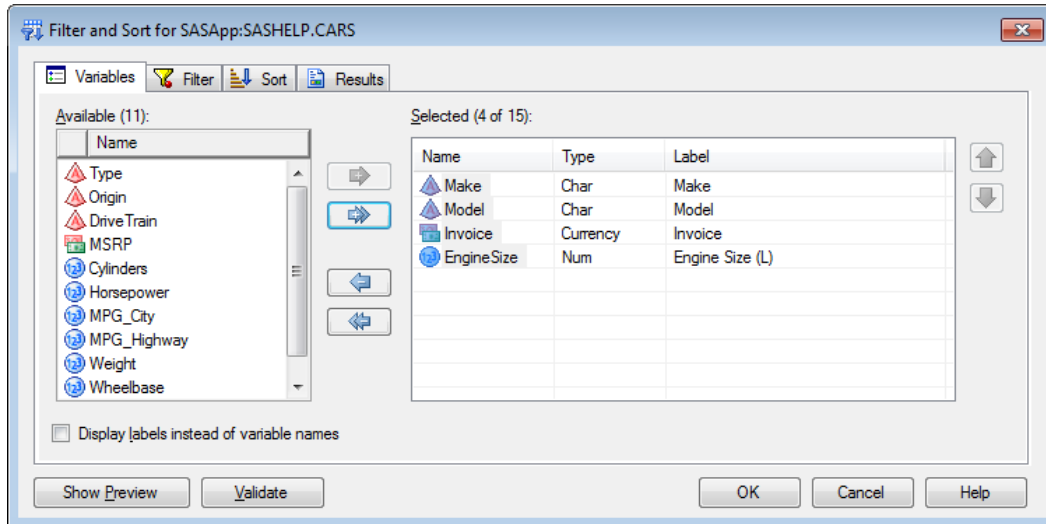 Filter and Sort for SASApp:SASHELP.CARS
Variables Filter Sort Results
Available (11): Selected (4 of 15):
Name
Name Type Label
Type
Origin
DriveTrain
MSRP
Cylinders
Horsepower
MPG_City
MPG_Highway
Weight
Wheelbase
Make Char Make
Model Char Model
Invoice Currency Invoice
EngineSize Num Engine Size (L)
Display labels instead of variable names
Show Preview Validate OK Cancel Help